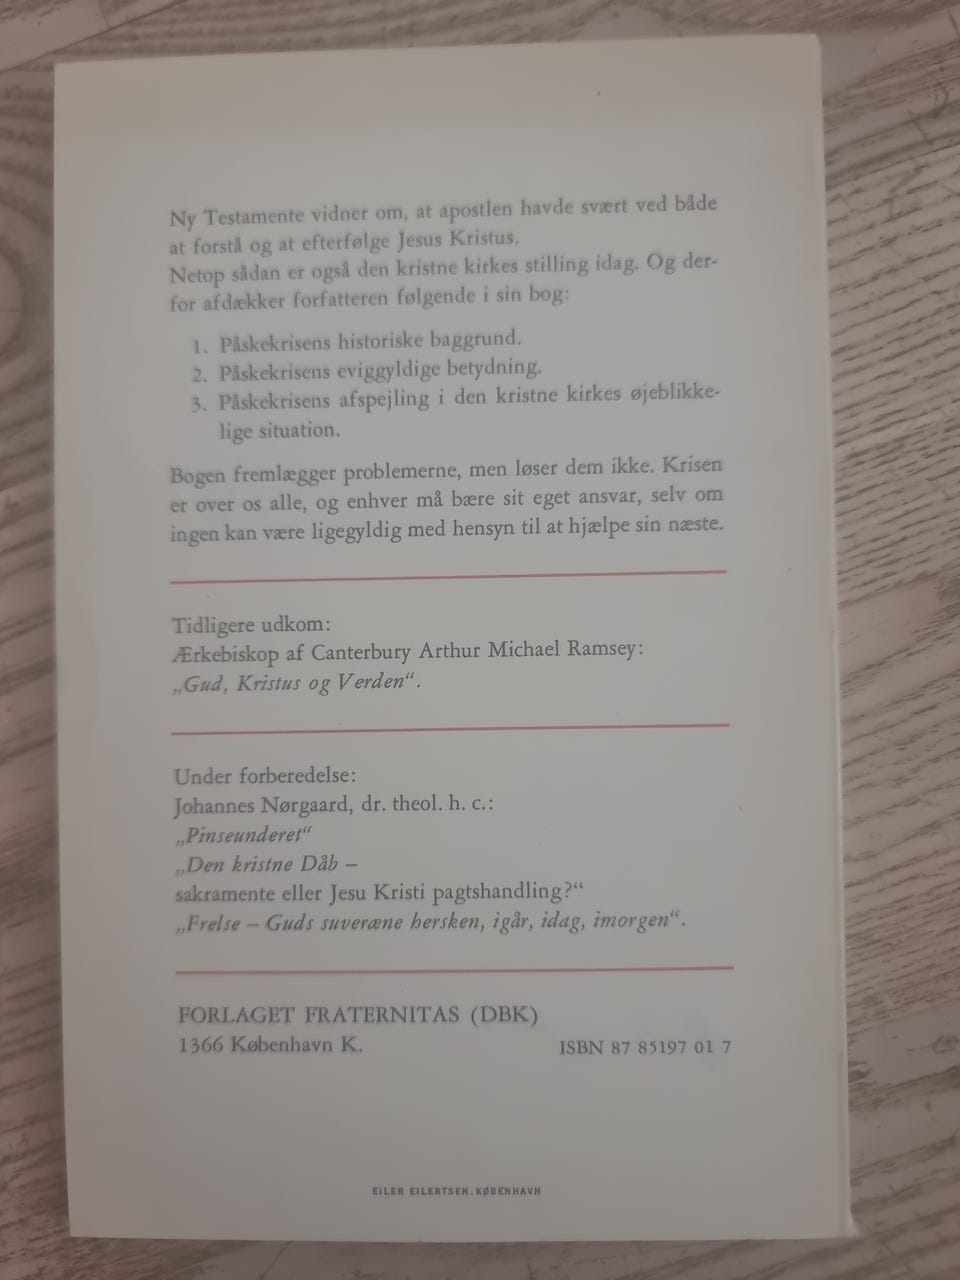 Ny Testamente vidner om, at apostlen havde svært ved både
at forstå og at efterfølge Jesus Kristus.
Netop sådan er også den kristne kirkes stilling idag. Og der-
for afdækker forfatteren følgende i sin bog:
1. Påskekrisens historiske baggrund.
2. Påskekrisens eviggyldige betydning.
3. Påskekrisens afspejling i den kristne kirkes øjeblikke-
lige situation.
Bogen fremlægger problemerne, men løser dem ikke. Krisen
er over os alle, og enhver må bære sit eget ansvar, selv om
ingen kan være ligegyldig med hensyn til at hjælpe sin næste.
Tidligere udkom:
Ærkebiskop af Canterbury Arthur Michael Ramsey:
„Gud, Kristus og Verden“.
Under forberedelse:
Johannes Nørgaard, dr. theol. h. c.:
„Pinseunderet“
„Den kristne Dåb –
sakramente eller Jesu Kristi pagtshandling?“
„Frelse – Guds suveræne hersken, igår, idag, imorgen“.
FORLAGET FRATERNITAS (DBK)
1366 København K. ISBN 87 85197 01 7
EILER EILERTSEN. KØBENHAVN